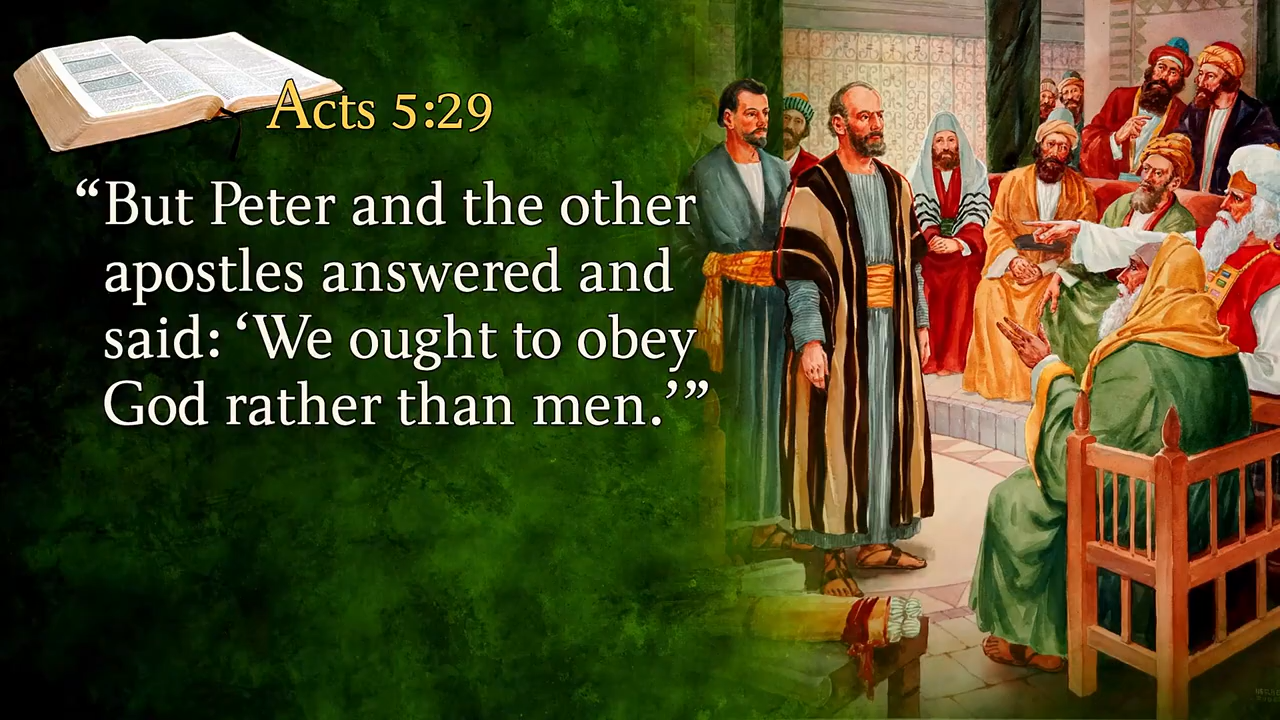 Acts 5:29
“But Peter and the other
apostles answered and
said: ‘We ought to obey
God rather than men.’”